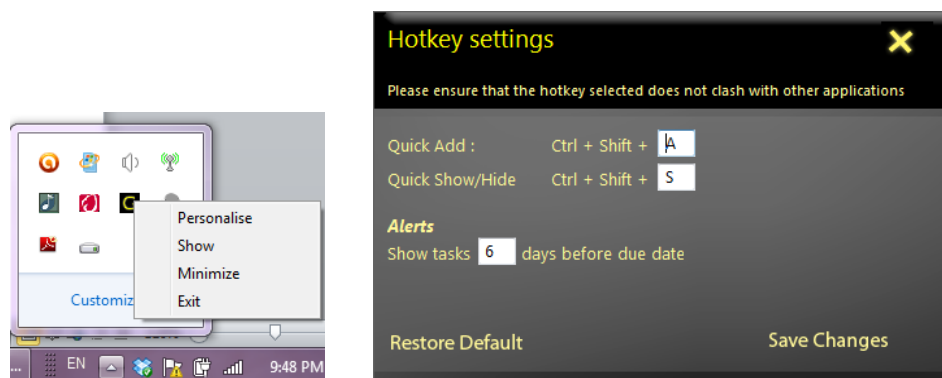 Personalise
Show
Minimize
Exit
Customiz
EN
9:48 PM
Hotkey settings
Please ensure that the hotkey selected does not clash with other applications
Quick Add : Ctrl + Shift + A
Quick Show/Hide Ctrl + Shift + S
Alerts
Show tasks 6 days before due date
Restore Default Save Changes